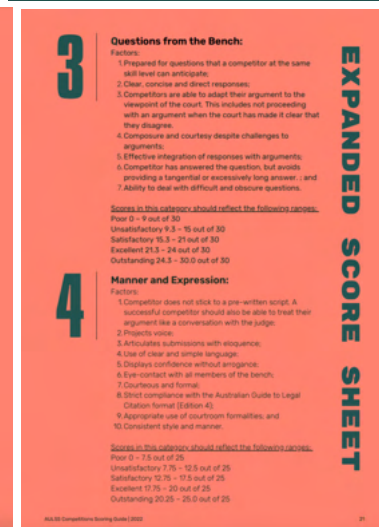 3
Questions from the Bench:
Factors:
1. Prepared for questions that a competitor at the same
skill level can anticipate;
2. Clear, concise and direct responses;
3. Competitors are able to adapt their argument to the
viewpoint of the court. This includes not proceeding
with an argument when the court has made it clear that
they disagree.
4. Composure and courtesy despite challenges to
arguments;
5. Effective integration of responses with arguments;
6. Competitor has answered the question, but avoids
providing a tangential or excessively long answer. ; and
7. Ability to deal with difficult and obscure questions.
Scores in this category should reflect the following ranges:
Poor 0 – 9 out of 30
Unsatisfactory 9.3 – 15 out of 30
Satisfactory 15.3 – 21 out of 30
Excellent 21.3 – 24 out of 30
Outstanding 24.3 – 30.0 out of 30
4
Manner and Expression:
Factors:
1. Competitor does not stick to a pre-written script. A
successful competitor should also be able to treat their
argument like a conversation with the judge;
2. Projects voice;
3. Articulates submissions with eloquence;
4. Use of clear and simple language;
5. Displays confidence without arrogance;
6. Eye-contact with all members of the bench;
7. Courteous and formal;
8. Strict compliance with the Australian Guide to Legal
Citation format (Edition 4);
9. Appropriate use of courtroom formalities; and
10. Consistent style and manner.
Scores in this category should reflect the following ranges:
Poor 0 – 7.5 out of 25
Unsatisfactory 7.75 – 12.5 out of 25
Satisfactory 12.75 – 17.5 out of 25
Excellent 17.75 – 20 out of 25
Outstanding 20.25 – 25.0 out of 25
EXPANDED SCORE SHEET
AULSS Competitions Scoring Guide | 2022
21